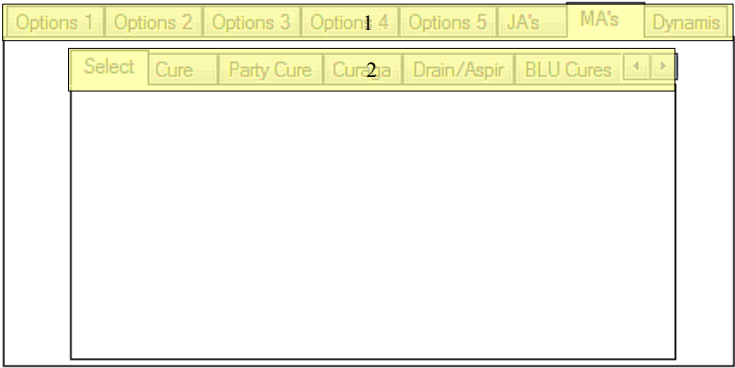 Options 1 Options 2 Options 3 Options 4 Options 5 JA's MA's Dynamis
1
Select Cure Party Cure Curaga Drain/Aspir BLU Cures
2